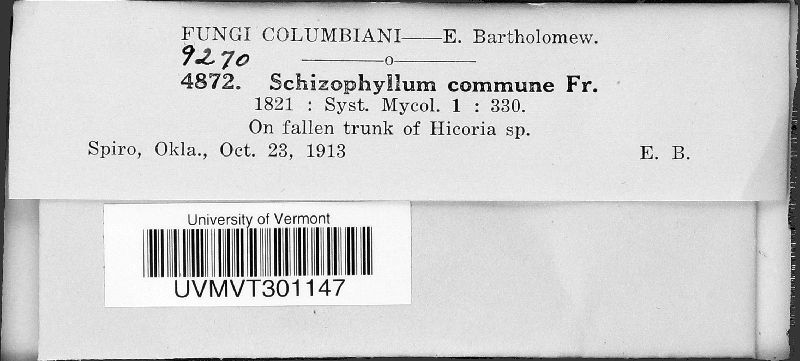 FUNGI COLUMBIANI——E. Bartholomew.
9270
————o————
4872. Schizophyllum commune Fr.
1821 : Syst. Mycol. 1 : 330.
On fallen trunk of Hicoria sp.
Spiro, Okla., Oct. 23, 1913 E. B.
University of Vermont
UVMVT301147